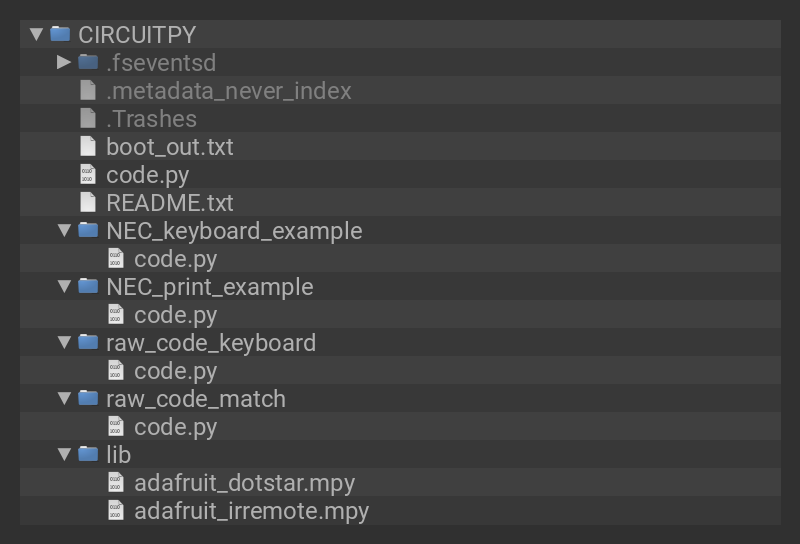 CIRCUITPY
.fseventsd
.metadata_never_index
.Trashes
boot_out.txt
code.py
README.txt
NEC_keyboard_example
code.py
NEC_print_example
code.py
raw_code_keyboard
code.py
raw_code_match
code.py
lib
adafruit_dotstar.mpy
adafruit_irremote.mpy